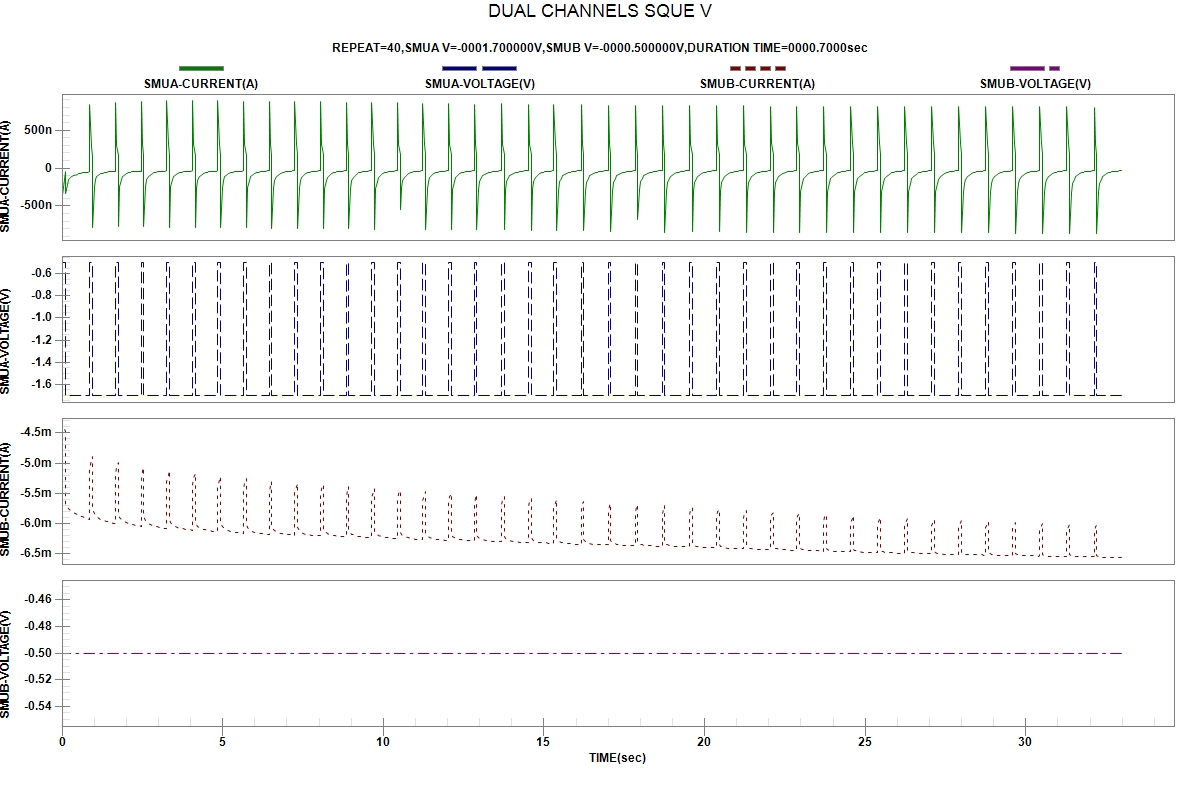 DUAL CHANNELS SQUE V
REPEAT=40,SMUA V=-0001.700000V,SMUB V=-0000.500000V,DURATION TIME=0000.7000sec
SMUA-CURRENT(A) SMUA-VOLTAGE(V) SMUB-CURRENT(A) SMUB-VOLTAGE(V)
SMUA-CURRENT(A)
500n
0
-500n
SMUA-VOLTAGE(V)
-0.6
-0.8
-1.0
-1.2
-1.4
-1.6
SMUB-CURRENT(A)
-4.5m
-5.0m
-5.5m
-6.0m
-6.5m
SMUB-VOLTAGE(V)
-0.46
-0.48
-0.50
-0.52
-0.54
0 5 10 15 20 25 30
TIME(sec)